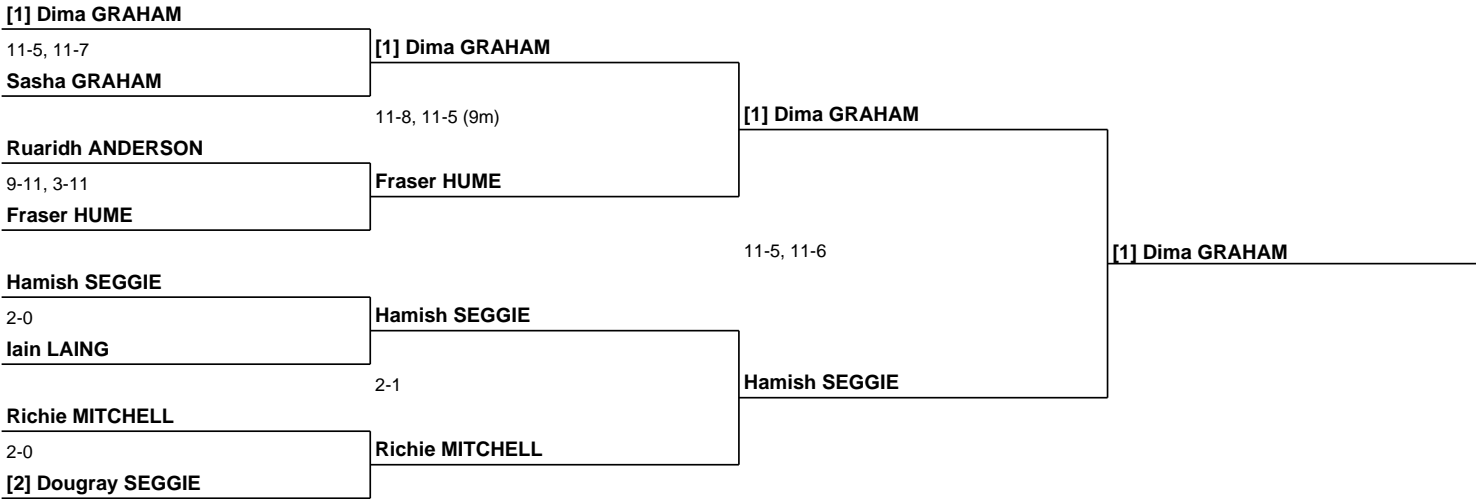 [1] Dima GRAHAM
11-5, 11-7
Sasha GRAHAM
Ruaridh ANDERSON
9-11, 3-11
Fraser HUME
Hamish SEGGIE
2-0
Iain LAING
Richie MITCHELL
2-0
[2] Dougray SEGGIE
[1] Dima GRAHAM
11-8, 11-5 (9m)
Fraser HUME
Hamish SEGGIE
2-1
Richie MITCHELL
[1] Dima GRAHAM
11-5, 11-6
Hamish SEGGIE
[1] Dima GRAHAM